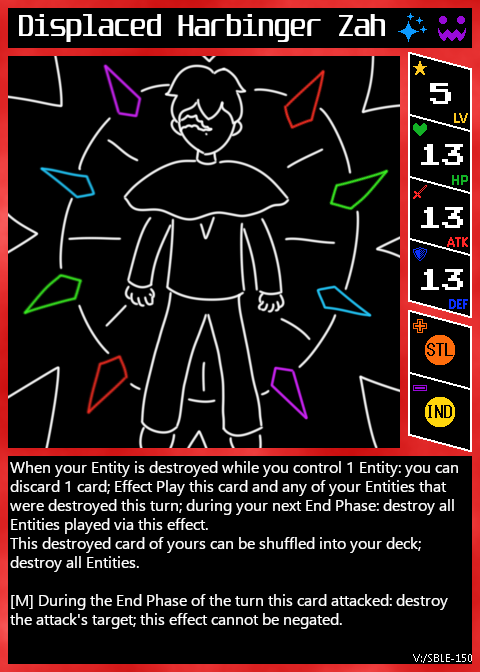 Displaced Harbinger Zah
5
LV
13
HP
13
ATK
13
DEF
STL
IND
When your Entity is destroyed while you control 1 Entity: you can
discard 1 card; Effect Play this card and any of your Entities that
were destroyed this turn; during your next End Phase: destroy all
Entities played via this effect.
This destroyed card of yours can be shuffled into your deck;
destroy all Entities.
[M] During the End Phase of the turn this card attacked: destroy
the attack's target; this effect cannot be negated.
V:/SBLE-150